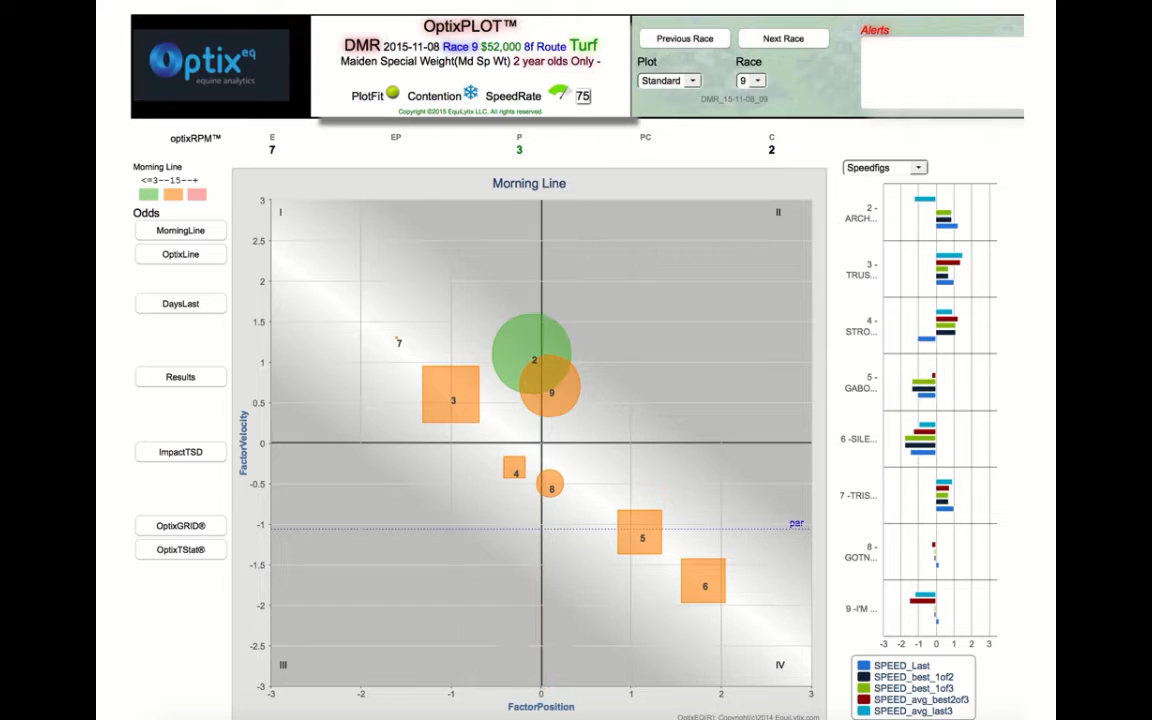 Optix eq
equine analytics
OptixPLOT™
DMR 2015-11-08 Race 9 $52,000 8f Route Turf
Maiden Special Weight(Md Sp Wt) 2 year olds Only -
PlotFit Contention SpeedRate 75
Copyright ©2015 EquiLytix LLC. All rights reserved.
Previous Race Next Race
Plot Race
Standard 9
DMR_15-11-08_09
Alerts
optixRPM™ E EP P PC C
7 3 2
Morning Line
<=3--15--+
Odds
MorningLine
OptixLine
DaysLast
Results
ImpactTSD
OptixGRID®
OptixTStat®
Morning Line
I II
III IV
FactorVelocity
3
2.5
2
1.5
1
0.5
0
-0.5
-1
-1.5
-2
-2.5
-3
7
2
9
3
4
8
par
5
6
-3 -2 -1 0 1 2 3
FactorPosition
OptixEQ(R): Copyright(c)2014 EquiLytix.com
Speedfigs
2 -
ARCH...
3 -
TRUS...
4 -
STRO...
5 -
GABO...
6 -SILE...
7 -TRIS...
8 -
GOTN...
9 -I'M ...
-3 -2 -1 0 1 2 3
SPEED_Last
SPEED_best_1of2
SPEED_best_1of3
SPEED_avg_best2of3
SPEED_avg_last3